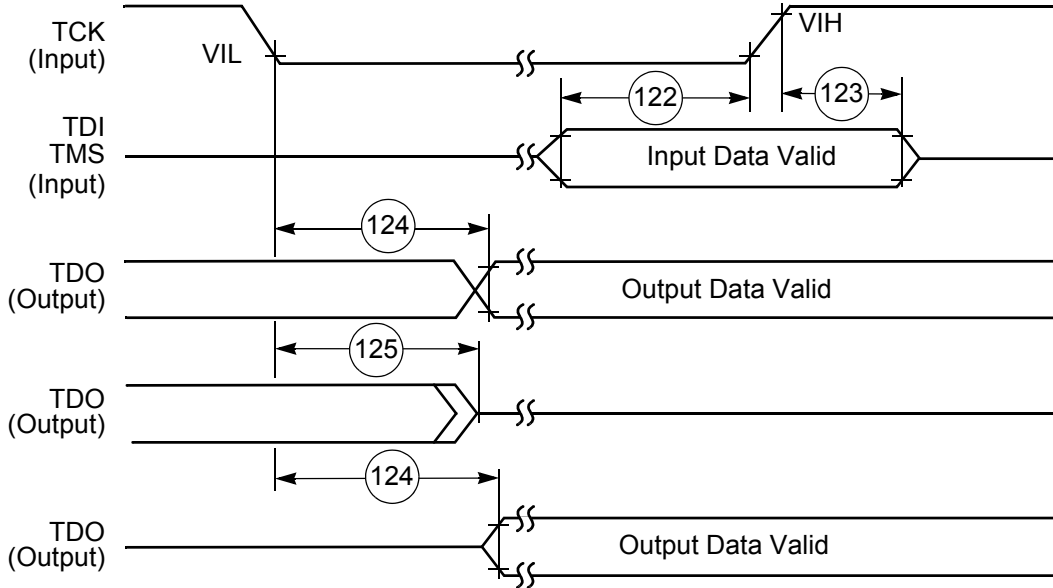 TCK
(Input)
VIL
VIH
122
123
TDI
TMS
(Input)
Input Data Valid
124
TDO
(Output)
Output Data Valid
125
TDO
(Output)
124
TDO
(Output)
Output Data Valid